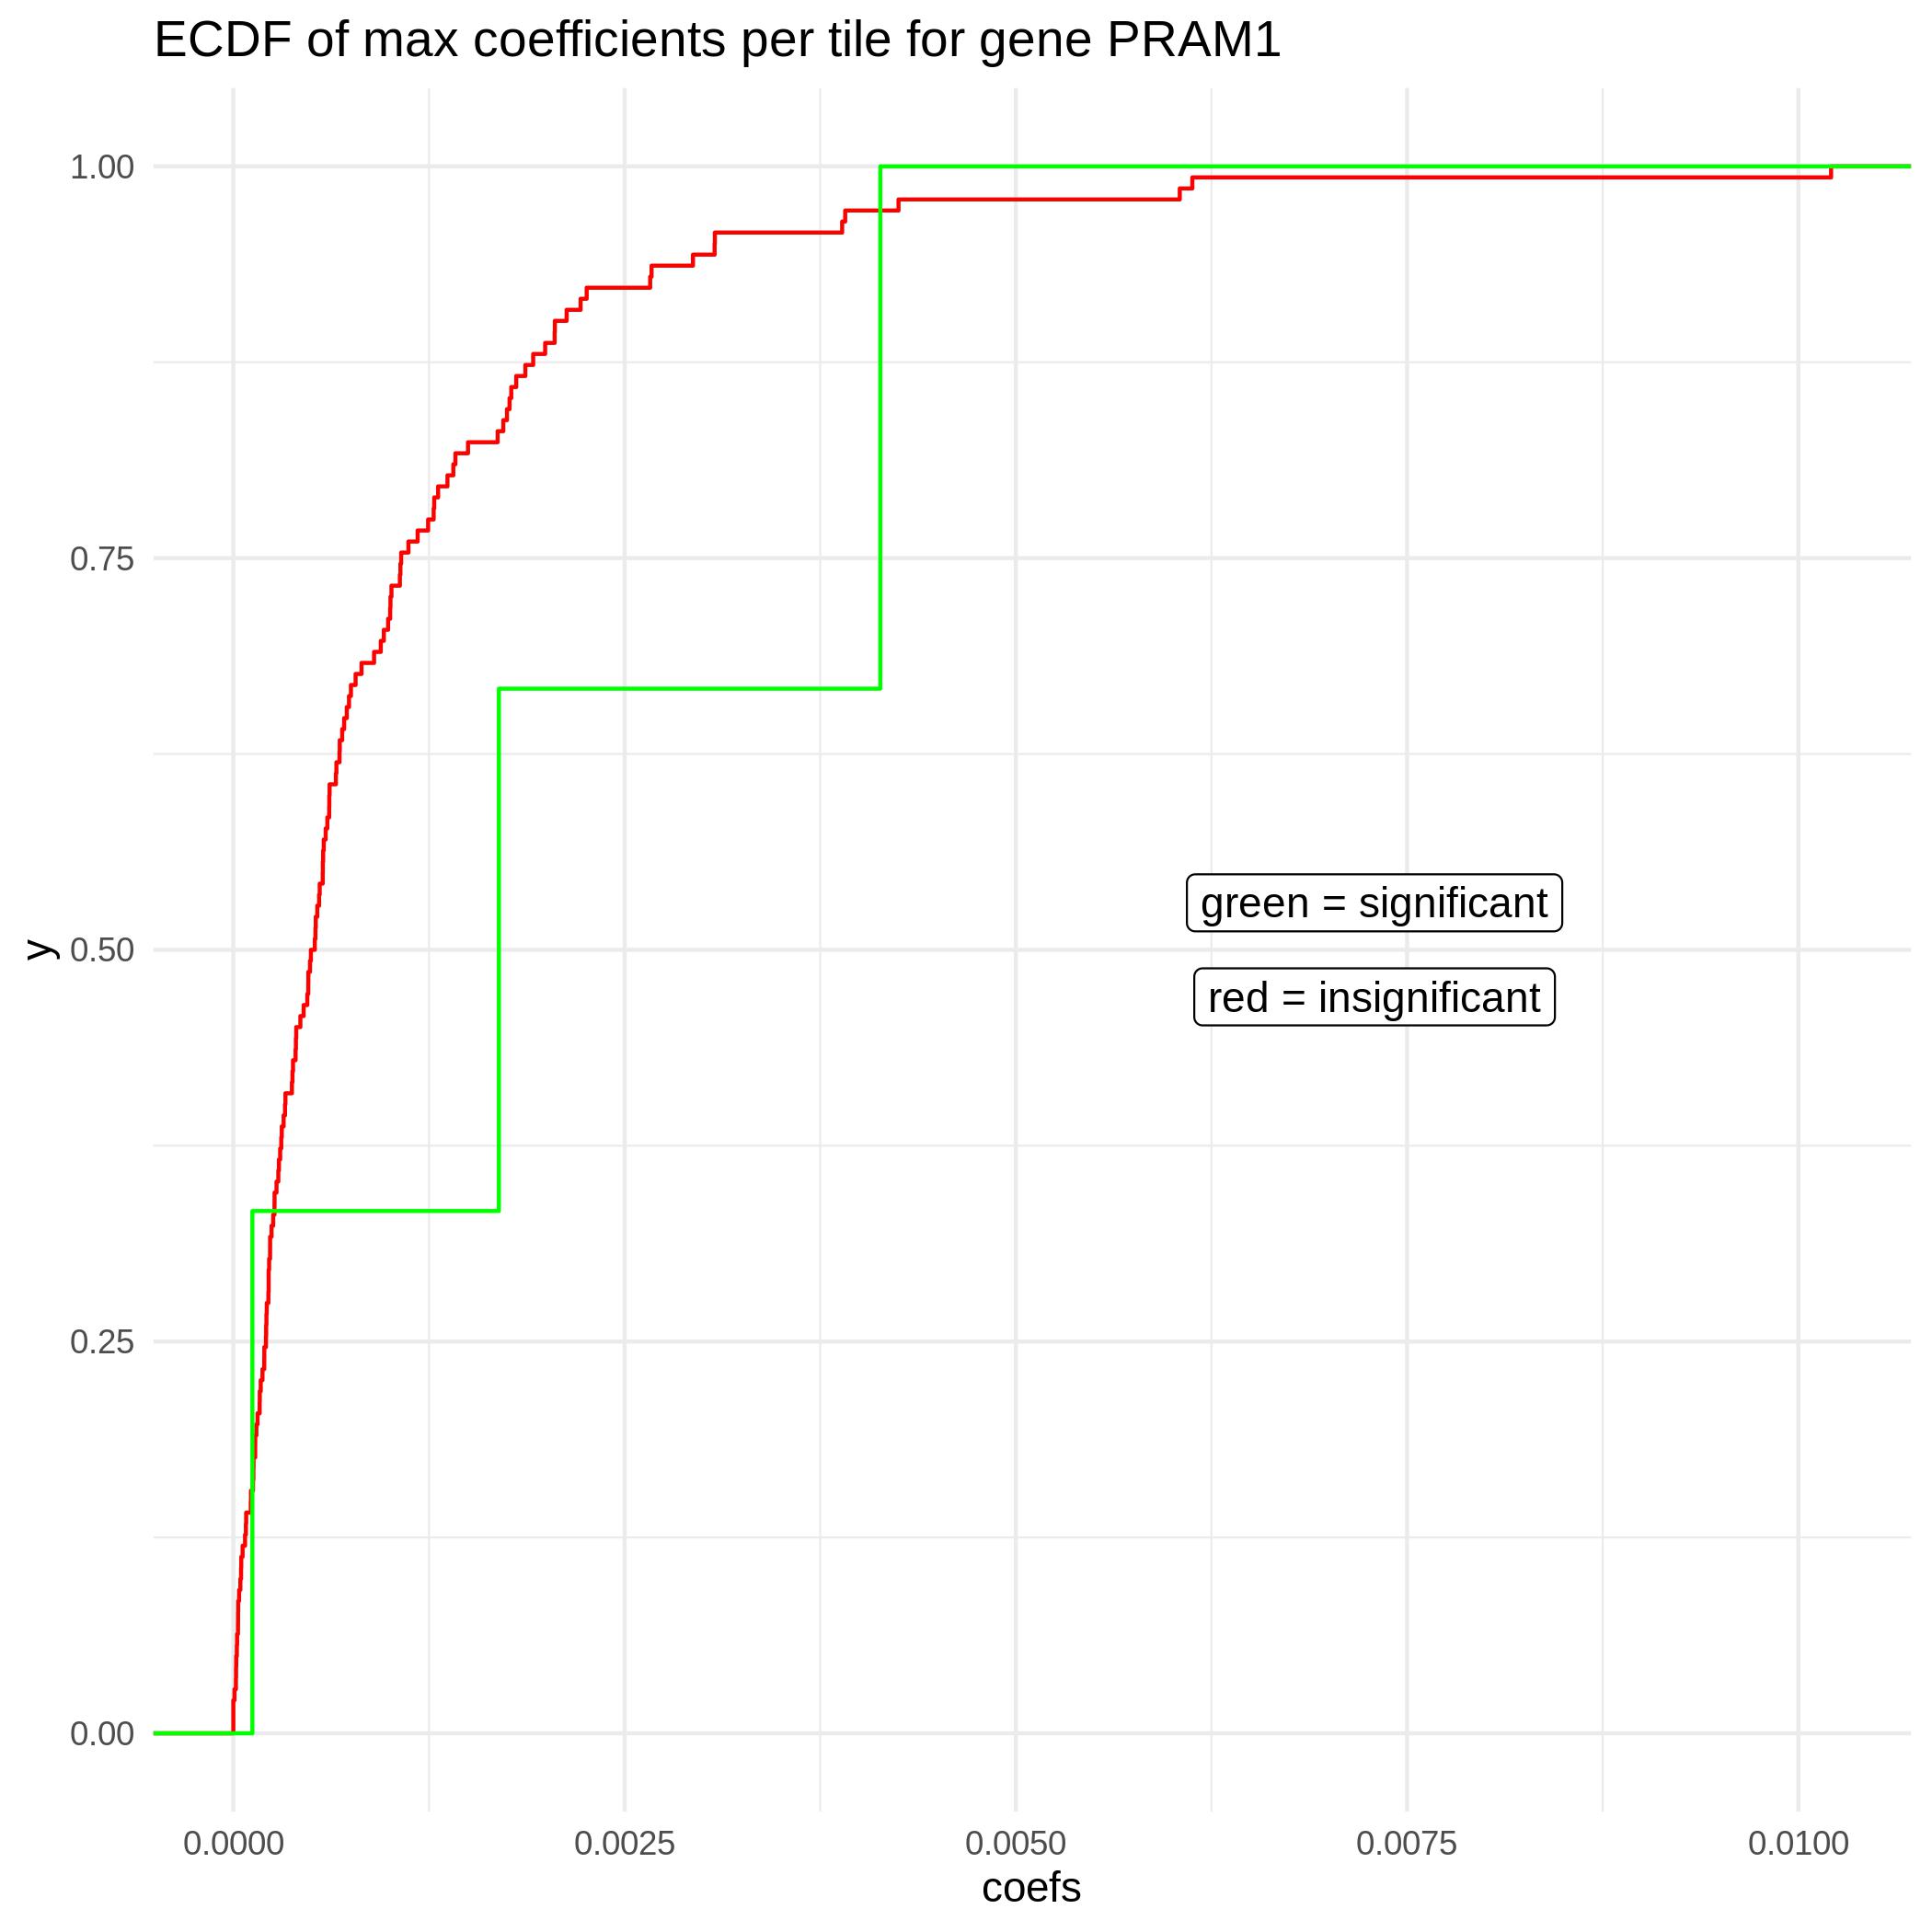 ECDF of max coefficients per tile for gene PRAM1
1.00
0.75
0.50
0.25
0.00
y
green = significant
red = insignificant
0.0000 0.0025 0.0050 0.0075 0.0100
coefs